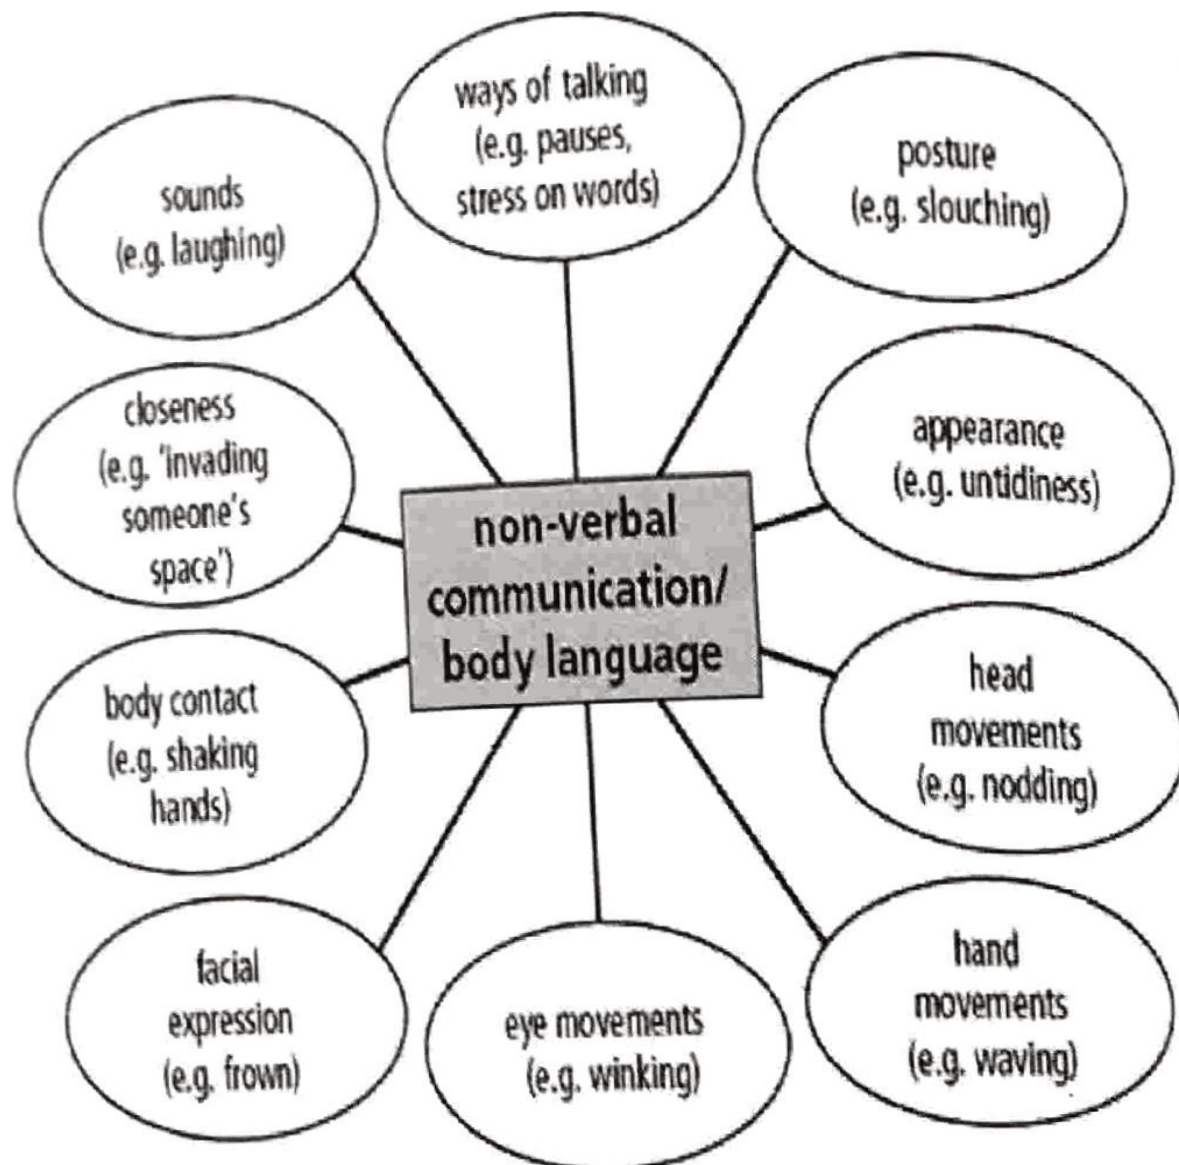 ways of talking
(e.g. pauses,
stress on words)
posture
(e.g. slouching)
sounds
(e.g. laughing)
closeness
(e.g. 'invading
someone's
space')
appearance
(e.g. untidiness)
non-verbal
communication/
body language
body contact
(e.g. shaking
hands)
head
movements
(e.g. nodding)
facial
expression
(e.g. frown)
eye movements
(e.g. winking)
hand
movements
(e.g. waving)